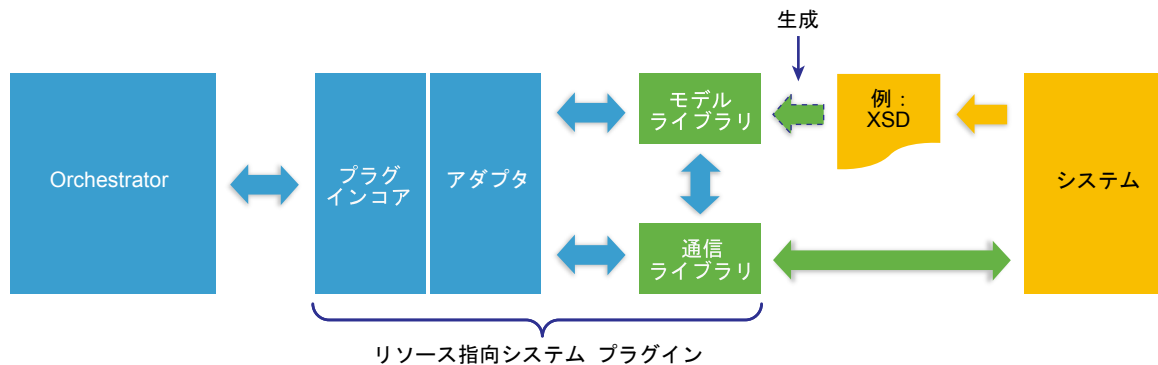 生成
Orchestrator
プラグ
インコア
アダプタ
モデル
ライブラリ
例：
XSD
システム
通信
ライブラリ
リソース指向システム プラグイン